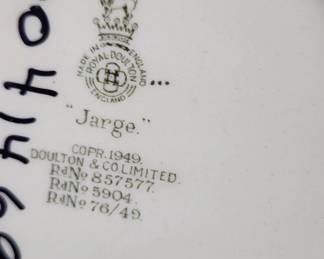 MADE IN ENGLAND
ROYAL DOULTON
ENGLAND
"Jarge."
COPR.1949.
DOULTON & CO LIMITED.
RdNo 857577.
RdNo 5904.
RdNo 76/49.